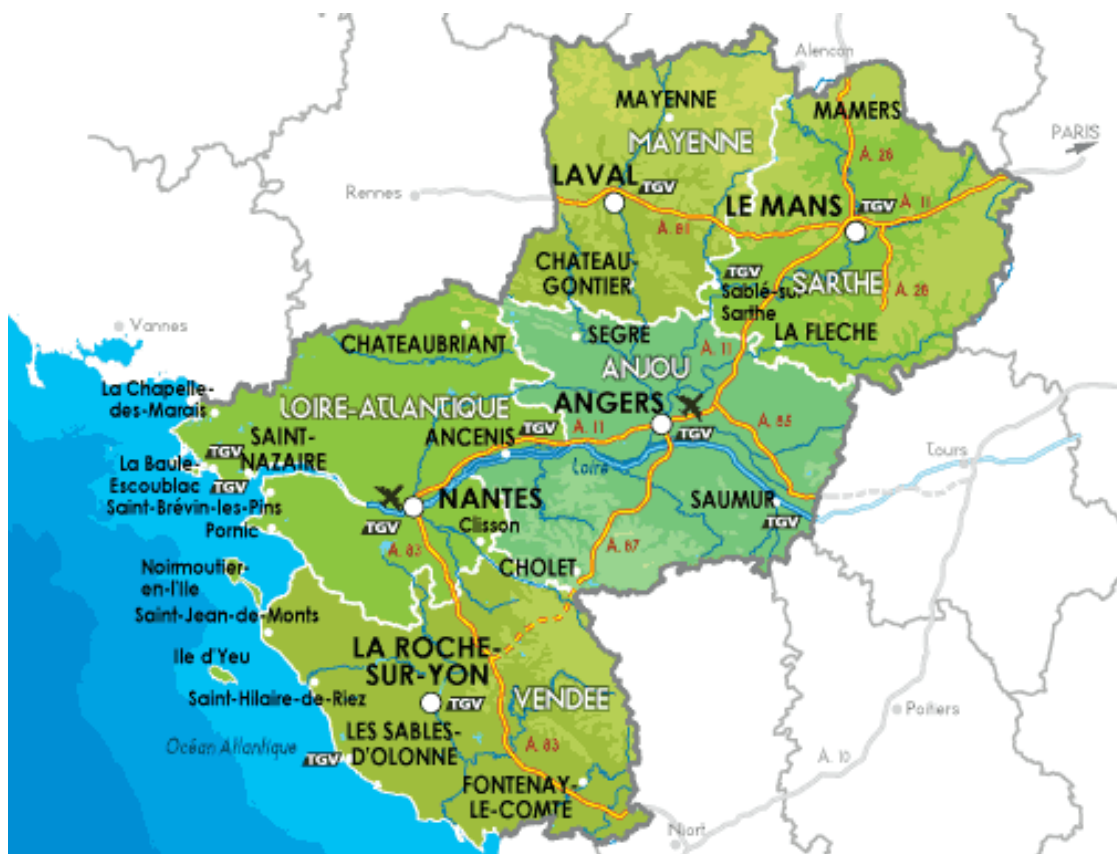 Alencon
MAYENNE
MAMERS
PARIS
MAYENNE
A. 28
Rennes
LAVAL
TGV
LE MANS
TGV
A. 11
A. 81
CHATEAU-
GONTIER
TGV
Sablé-sur
Sarthe
SARTHE
A. 28
Vannes
CHATEAUBRIANT
SEGRE
LA FLECHE
A. 11
ANJOU
La Chapelle-
des-Marais
LOIRE-ATLANTIQUE
ANGERS
TGV
A. 11
TGV
A. 85
ANCENIS
SAINT-
NAZAIRE
TGV
Loire
Tours
La Baule-
Escoublac
TGV
Saint-Brévin-les-Pins
NANTES
SAUMUR
TGV
Pornic
TGV
Clisson
A. 83
A. 87
CHOLET
Noirmoutier-
en-l'ile
Saint-Jean-de-Monts
Ile d'Yeu
LA ROCHE-
SUR-YON
TGV
Saint-Hilaire-de-Riez
VENDEE
Poitiers
Océan Atlantique
TGV
LES SABLES-
D'OLONNE
A. 83
A. 10
FONTENAY-
LE-COMTE
Niort